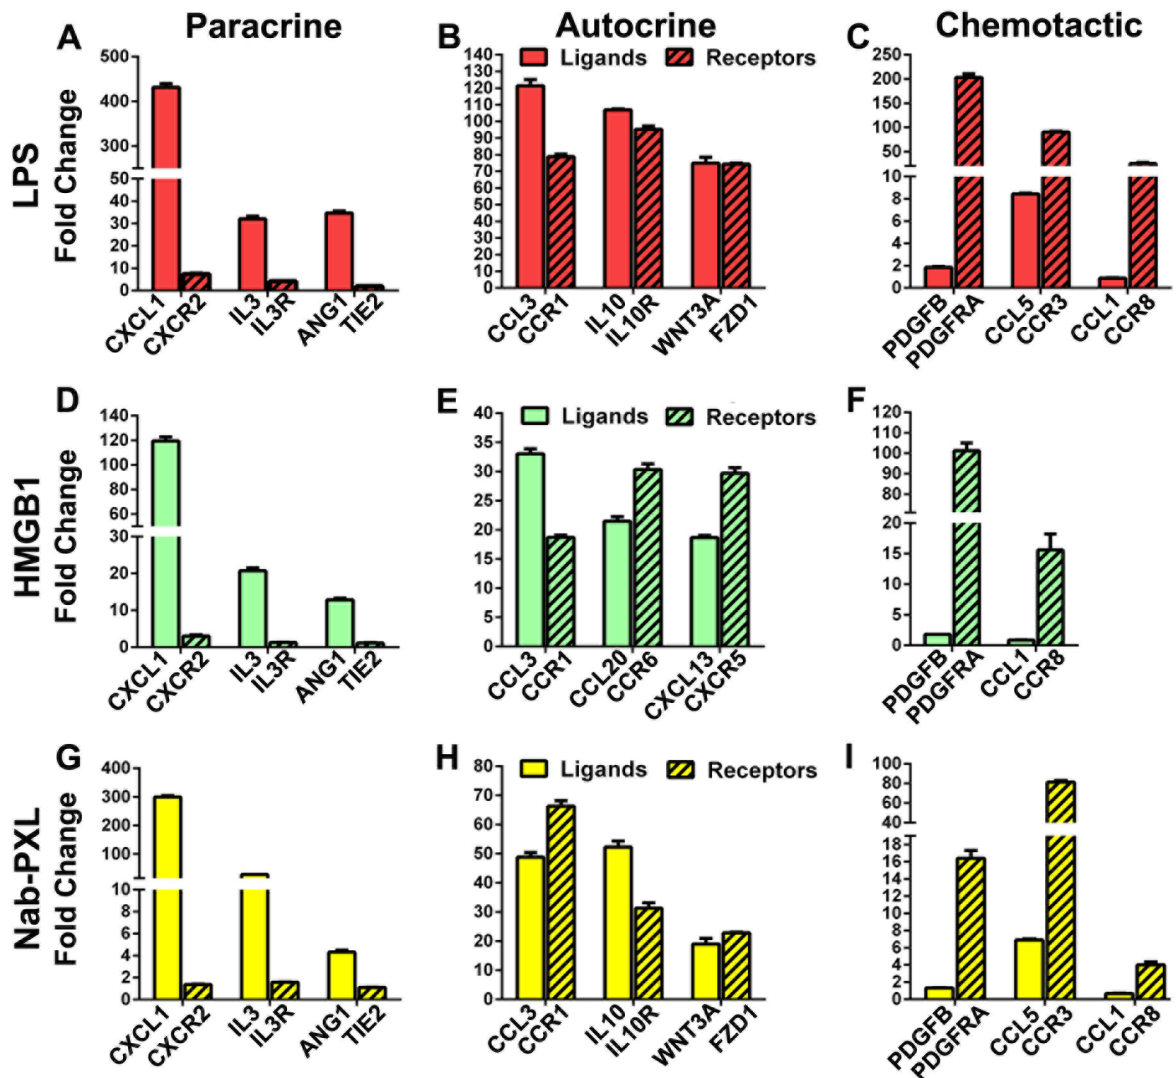 Paracrine
Autocrine
Chemotactic
LPS
A
Fold Change
500
400
300
50
40
30
20
10
0
CXCL1
CXCR2
IL3
IL3R
ANG1
TIE2
B
Ligands
Receptors
140
130
120
110
100
90
80
70
60
50
40
30
20
10
0
CCL3
CCR1
IL10
IL10R
WNT3A
FZD1
C
250
200
150
100
50
10
8
6
4
2
0
PDGFB
PDGFRA
CCL5
CCR3
CCL1
CCR8
HMGB1
D
Fold Change
140
120
100
80
60
30
20
10
0
CXCL1
CXCR2
IL3
IL3R
ANG1
TIE2
E
Ligands
Receptors
40
35
30
25
20
15
10
5
0
CCL3
CCR1
CCL20
CCR6
CXCL13
CXCR5
F
120
110
100
90
80
70
60
20
15
10
5
0
PDGFB
PDGFRA
CCL1
CCR8
Nab-PXL
G
Fold Change
400
300
200
100
10
8
6
4
2
0
CXCL1
CXCR2
IL3
IL3R
ANG1
TIE2
H
Ligands
Receptors
80
70
60
50
40
30
20
10
0
CCL3
CCR1
IL10
IL10R
WNT3A
FZD1
I
100
80
60
40
18
16
14
12
10
8
6
4
2
0
PDGFB
PDGFRA
CCL5
CCR3
CCL1
CCR8